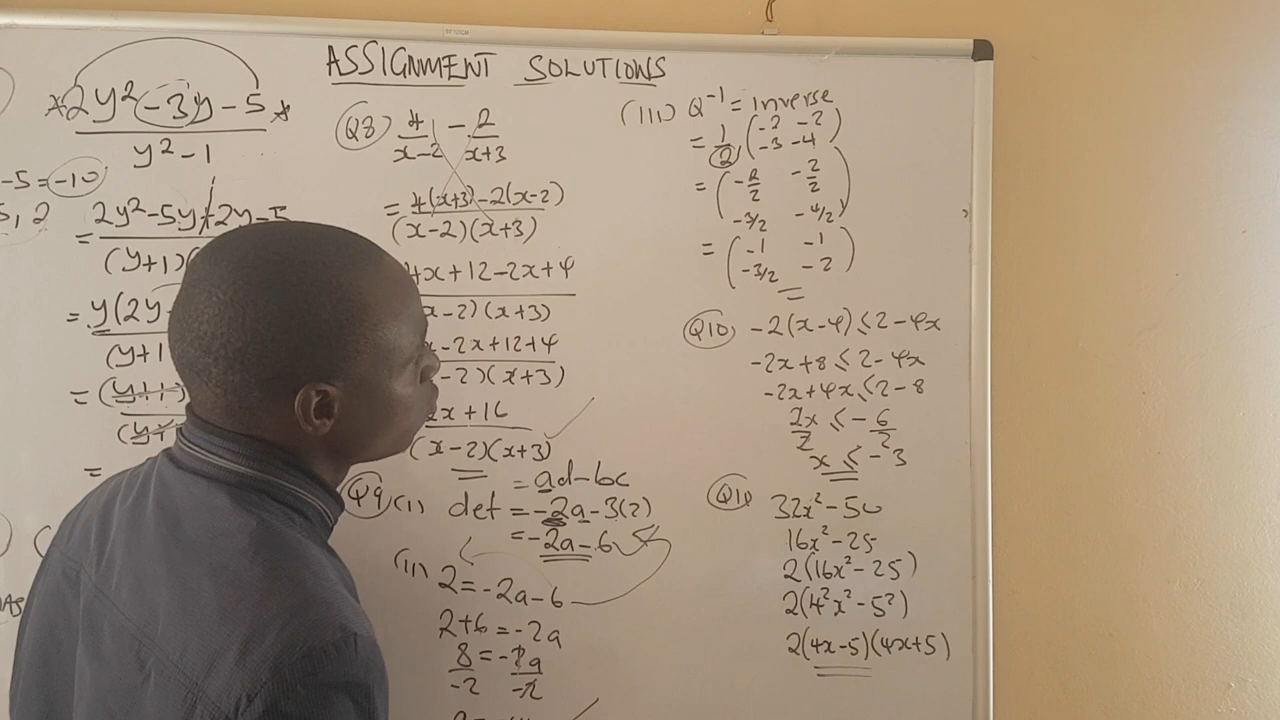 ASSIGNMENT SOLUTIONS
*2y²-3y-5*
y²-1
-5=-10
5, 2
= 2y²-5y+2y-5
(y+1)(
= y(2y-
(y+1
= (y+1)
(y+
=
Q8) 4/x-2 - 2/x+3
= 4(x+3)-2(x-2)
(x-2)(x+3)
4x+12-2x+4
x-2)(x+3)
x-2x+12+4
-2)(x+3)
2x+16
(x-2)(x+3)
Q9 (i) = ad-bc
det = -2a-3(2)
= -2a-6
(ii) 2=-2a-6
2+6=-2a
8/-2 = -2a/-2
(iii) Q⁻¹ = inverse
= 1/2 (-2 -2
-3 -4)
= (-2/2 -2/2
-3/2 -4/2)
= (-1 -1
-3/2 -2)
Q10) -2(x-4)≤2-4x
-2x+8≤2-4x
-2x+4x≤2-8
2x/2 ≤ -6/2
x ≤ -3
Q11 32x²-50
16x²-25
2(16x²-25)
2(4²x²-5²)
2(4x-5)(4x+5)